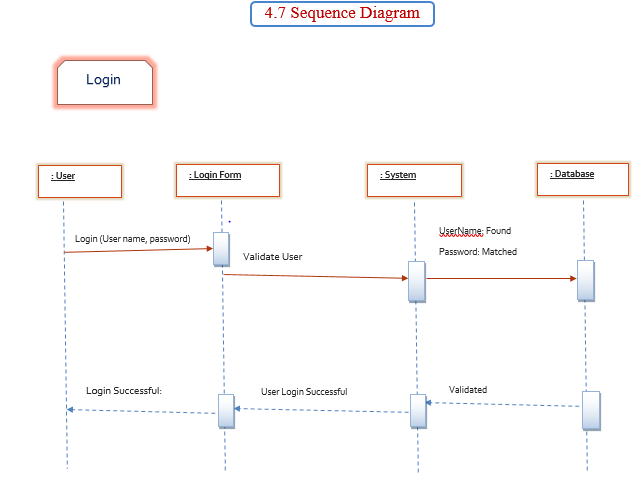 4.7 Sequence Diagram
Login
: User
: Login Form
: System
: Database
Login (User name, password)
Validate User
UserName: Found
Password: Matched
Login Successful:
User Login Successful
Validated